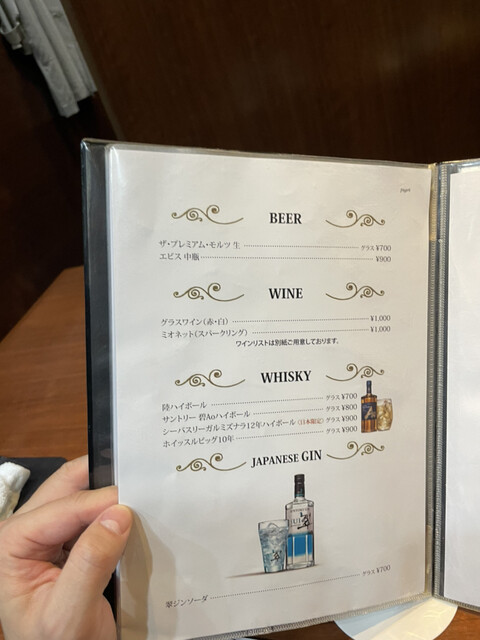 BEER
ザ・プレミアム・モルツ 生 グラス ¥700
エビス 中瓶 ¥900
WINE
グラスワイン(赤・白) ¥1,000
ミオネット(スパークリング) ¥1,000
ワインリストは別紙ご用意しております。
WHISKY
陸ハイボール グラス ¥700
サントリー 碧Aoハイボール グラス ¥800
シーバスリーガルミズナラ12年ハイボール(日本限定) グラス ¥900
ホイッスルピッグ10年 グラス ¥900
JAPANESE GIN
翠
翠ジンソーダ グラス ¥700